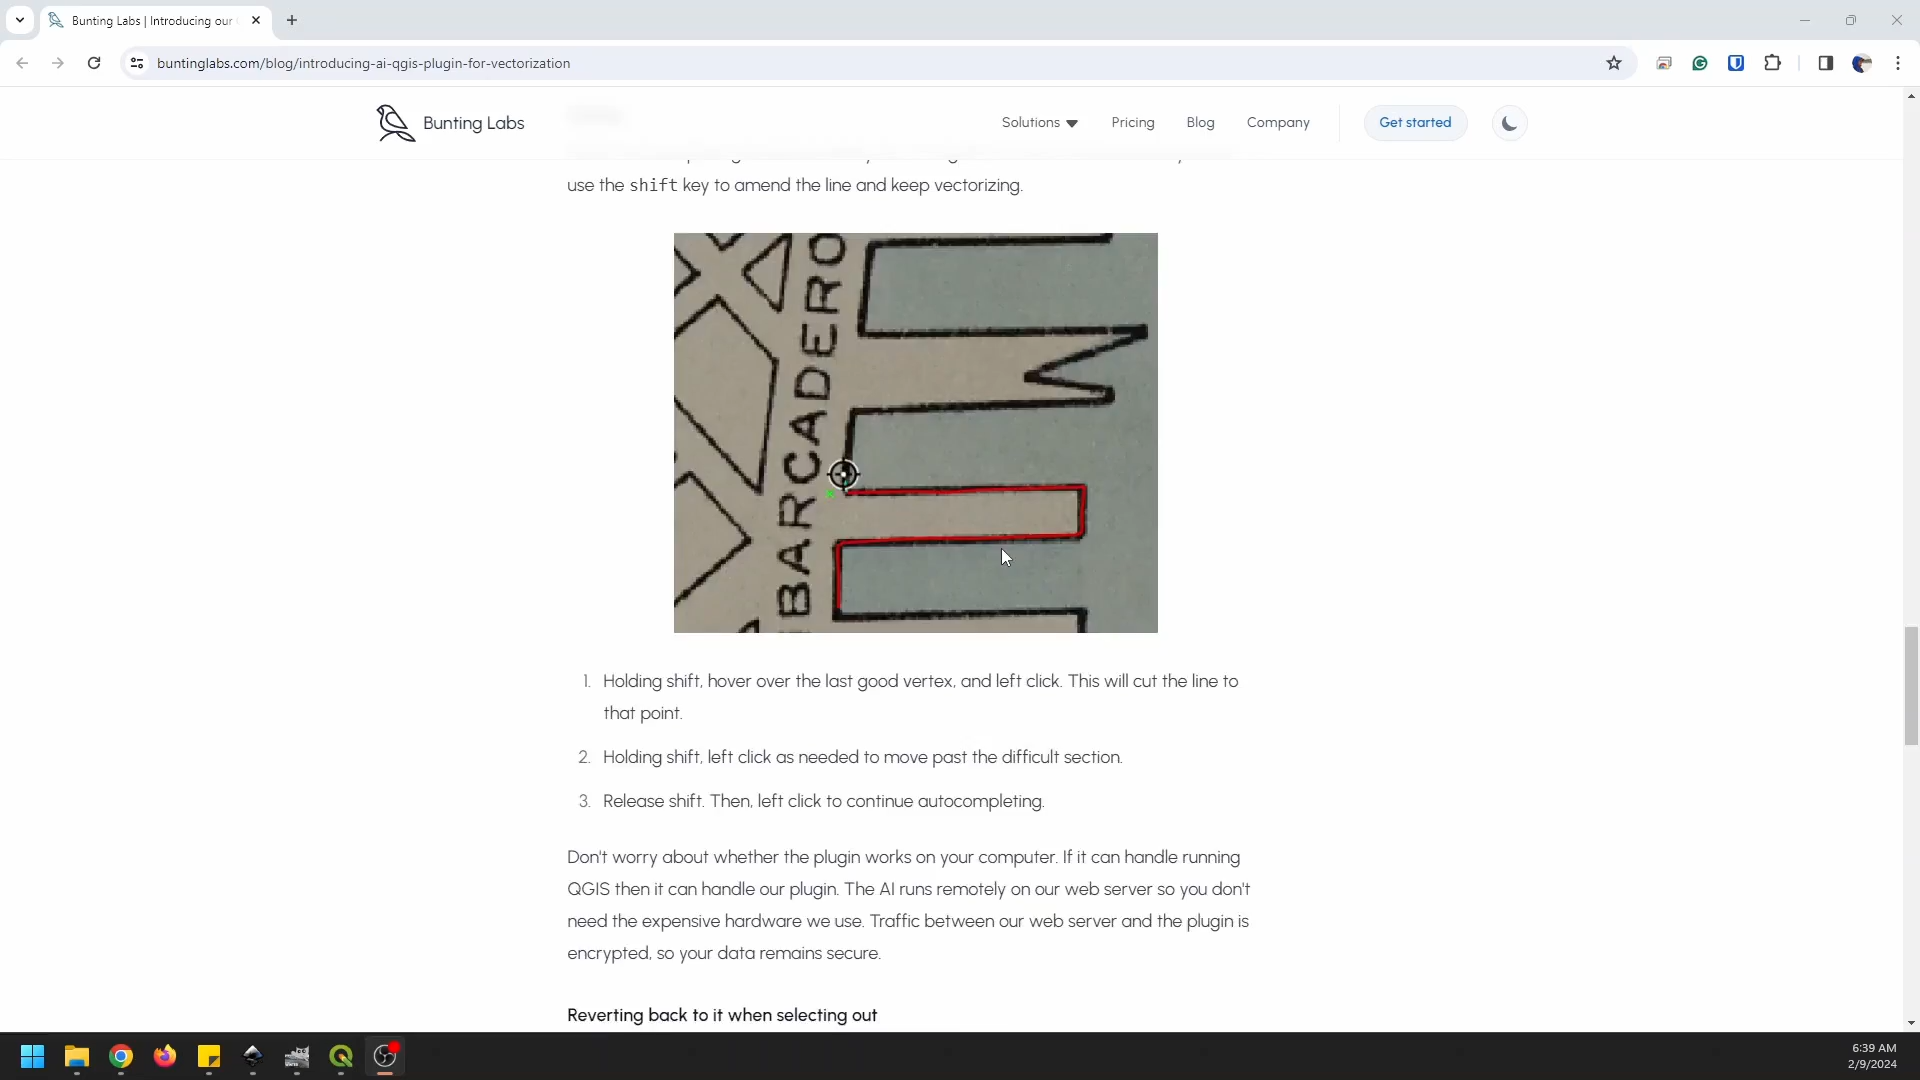 Bunting Labs | Introducing our
buntinglabs.com/blog/introducing-ai-qgis-plugin-for-vectorization
Bunting Labs
Solutions
Pricing
Blog
Company
Get started
use the shift key to amend the line and keep vectorizing.
BARCADERO
1. Holding shift, hover over the last good vertex, and left click. This will cut the line to
that point.
2. Holding shift, left click as needed to move past the difficult section.
3. Release shift. Then, left click to continue autocompleting.
Don't worry about whether the plugin works on your computer. If it can handle running
QGIS then it can handle our plugin. The AI runs remotely on our web server so you don't
need the expensive hardware we use. Traffic between our web server and the plugin is
encrypted, so your data remains secure.
Reverting back to it when selecting out
6:39 AM
2/9/2024